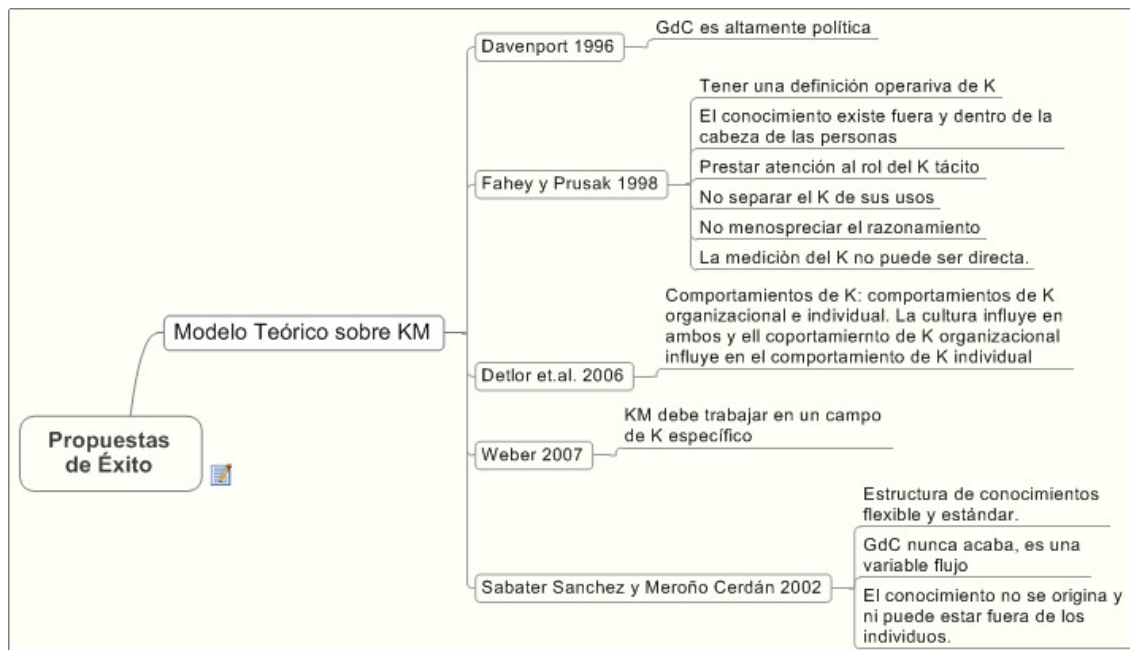 Propuestas
de Éxito
Modelo Teórico sobre KM
Davenport 1996
GdC es altamente política
Fahey y Prusak 1998
Tener una definición operariva de K
El conocimiento existe fuera y dentro de la
cabeza de las personas
Prestar atención al rol del K tácito
No separar el K de sus usos
No menospreciar el razonamiento
La mediciòn del K no puede ser directa.
Detlor et.al. 2006
Comportamientos de K: comportamientos de K
organizacional e individual. La cultura influye en
ambos y ell coportamiernto de K organizacional
influye en el comportamiento de K individual
Weber 2007
KM debe trabajar en un campo
de K específico
Sabater Sanchez y Meroño Cerdán 2002
Estructura de conocimientos
flexible y estándar.
GdC nunca acaba, es una
variable flujo
El conocimiento no se origina y
ni puede estar fuera de los
individuos.